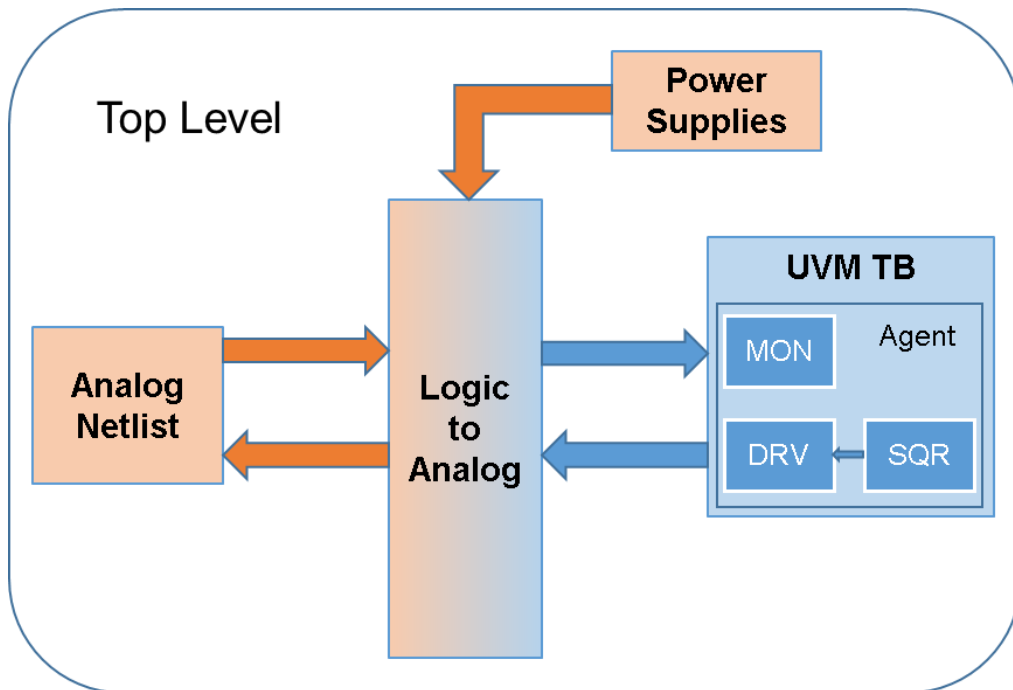 Top Level
Power
Supplies
Analog
Netlist
Logic
to
Analog
UVM TB
Agent
MON
DRV
SQR